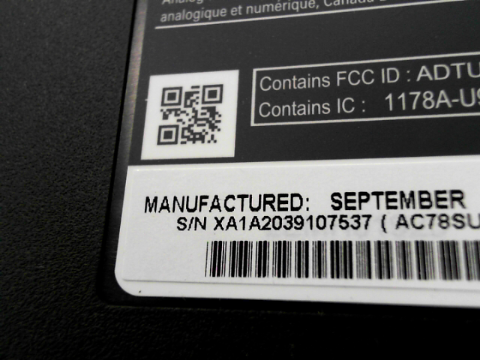 analogique et numérique, Canada
Contains FCC ID : ADTU
Contains IC : 1178A-U9
MANUFACTURED: SEPTEMBER
S/N XA1A2039107537 ( AC78SU